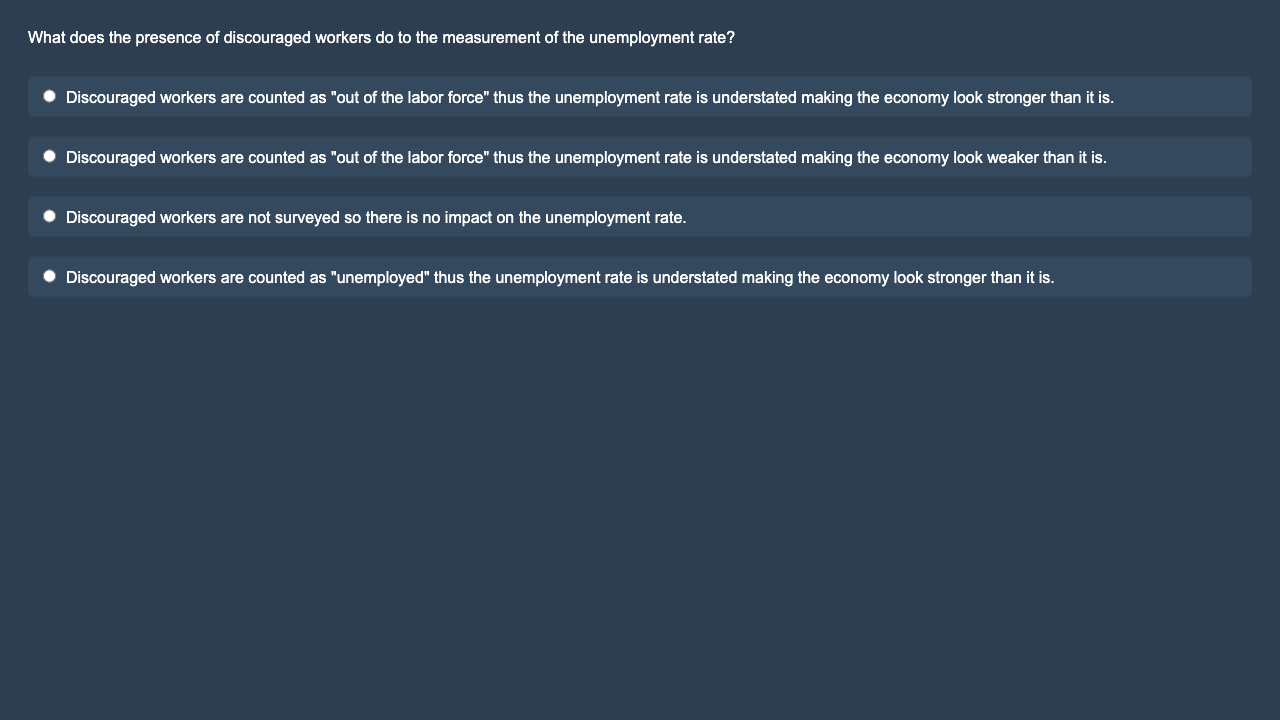 What does the presence of discouraged workers do to the measurement of the unemployment rate?
Discouraged workers are counted as "out of the labor force" thus the unemployment rate is understated making the economy look stronger than it is.
Discouraged workers are counted as "out of the labor force" thus the unemployment rate is understated making the economy look weaker than it is.
Discouraged workers are not surveyed so there is no impact on the unemployment rate.
Discouraged workers are counted as "unemployed" thus the unemployment rate is understated making the economy look stronger than it is.